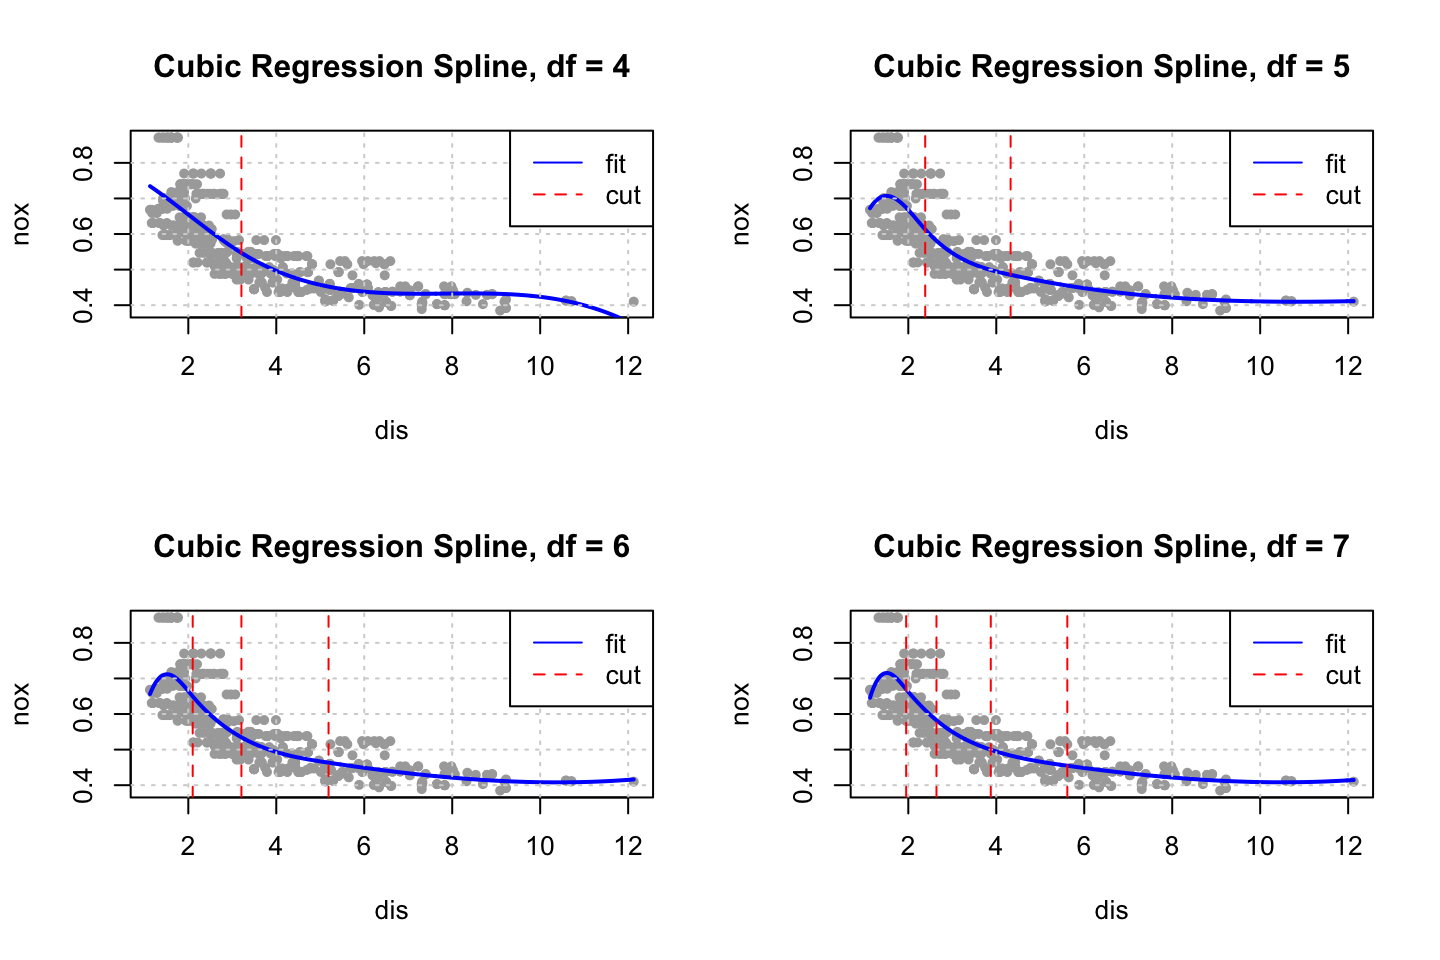 Cubic Regression Spline, df = 4
nox
0.4 0.6 0.8
fit
cut
2 4 6 8 10 12
dis
Cubic Regression Spline, df = 5
nox
0.4 0.6 0.8
fit
cut
2 4 6 8 10 12
dis
Cubic Regression Spline, df = 6
nox
0.4 0.6 0.8
fit
cut
2 4 6 8 10 12
dis
Cubic Regression Spline, df = 7
nox
0.4 0.6 0.8
fit
cut
2 4 6 8 10 12
dis